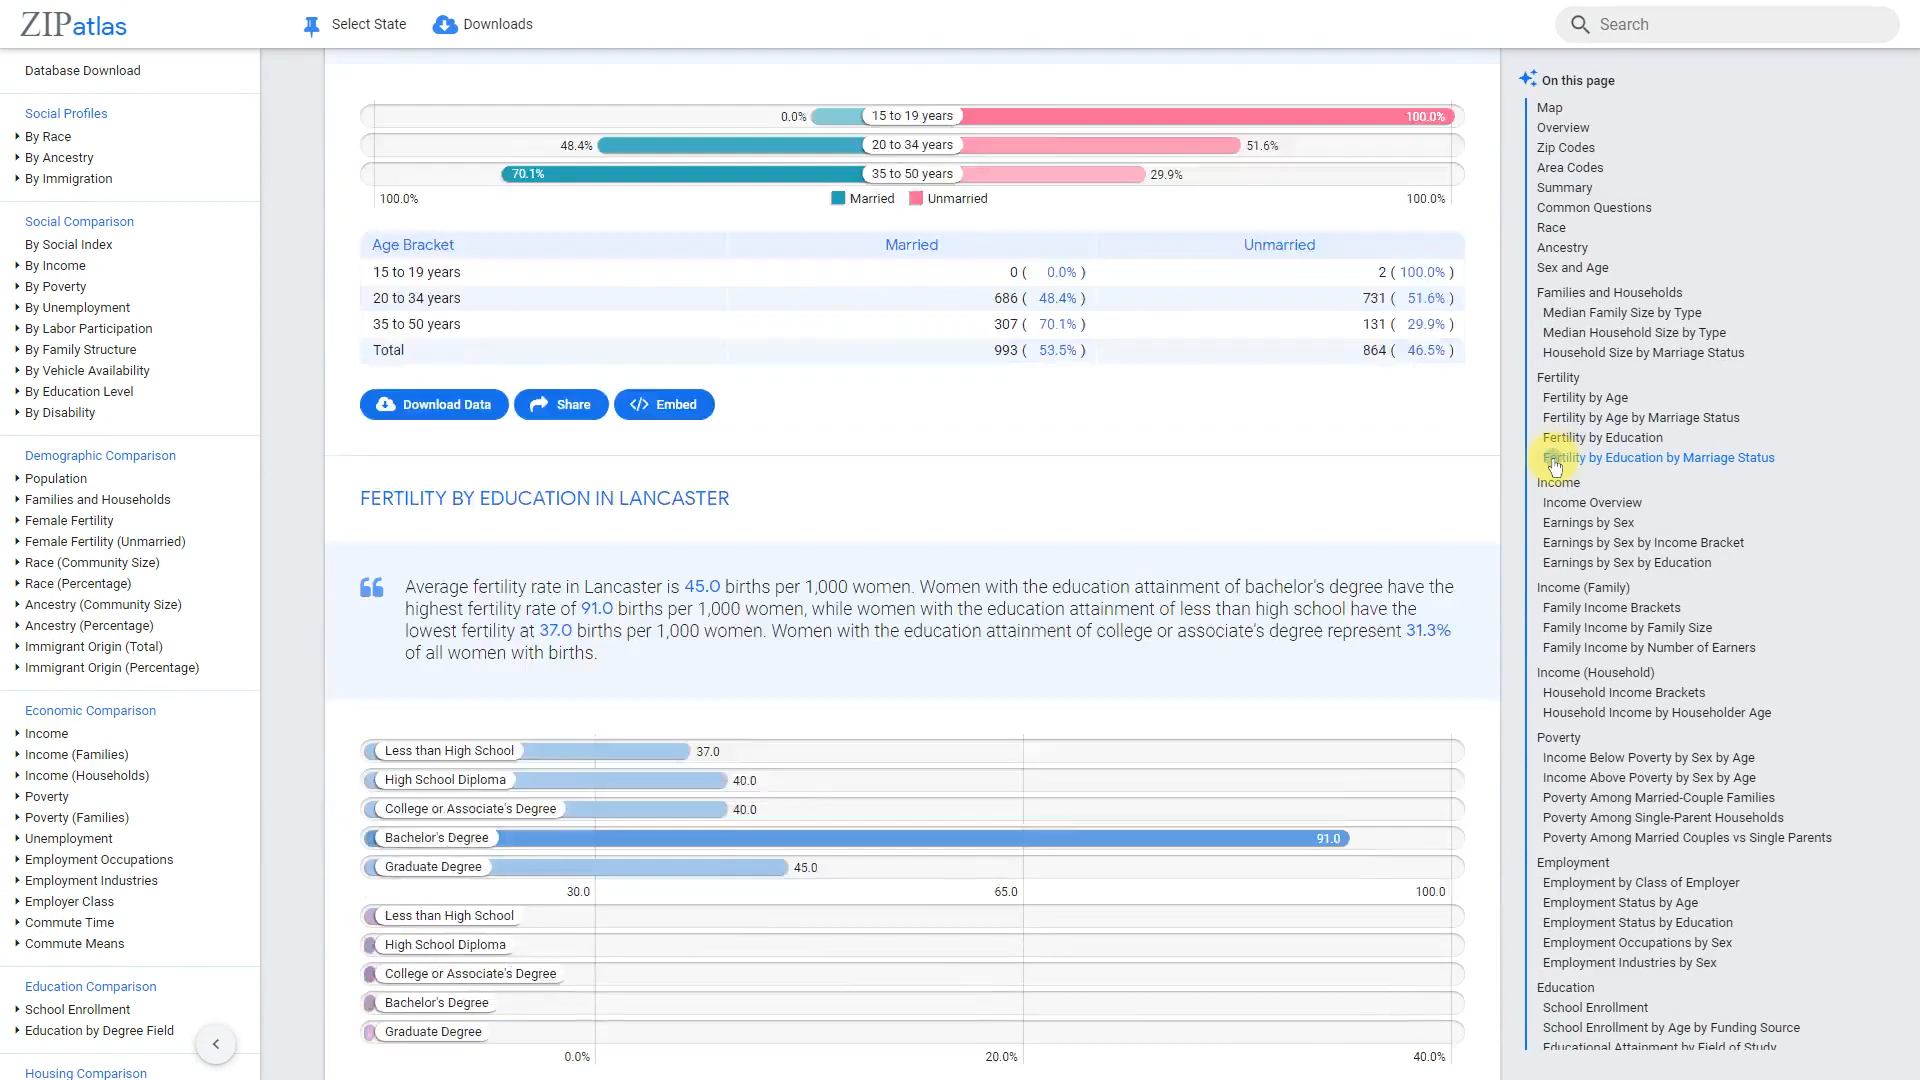 ZIPatlas
Select State
Downloads
Search
Database Download
Social Profiles
By Race
By Ancestry
By Immigration
Social Comparison
By Social Index
By Income
By Poverty
By Unemployment
By Labor Participation
By Family Structure
By Vehicle Availability
By Education Level
By Disability
Demographic Comparison
Population
Families and Households
Female Fertility
Female Fertility (Unmarried)
Race (Community Size)
Race (Percentage)
Ancestry (Community Size)
Ancestry (Percentage)
Immigrant Origin (Total)
Immigrant Origin (Percentage)
Economic Comparison
Income
Income (Families)
Income (Households)
Poverty
Poverty (Families)
Unemployment
Employment Occupations
Employment Industries
Employer Class
Commute Time
Commute Means
Education Comparison
School Enrollment
Education by Degree Field
Housing Comparison
0.0% 15 to 19 years 100.0%
48.4% 20 to 34 years 51.6%
70.1% 35 to 50 years 29.9%
100.0% Married Unmarried 100.0%
Age Bracket Married Unmarried
15 to 19 years 0 ( 0.0% ) 2 ( 100.0% )
20 to 34 years 686 ( 48.4% ) 731 ( 51.6% )
35 to 50 years 307 ( 70.1% ) 131 ( 29.9% )
Total 993 ( 53.5% ) 864 ( 46.5% )
Download Data Share Embed
FERTILITY BY EDUCATION IN LANCASTER
Average fertility rate in Lancaster is 45.0 births per 1,000 women. Women with the education attainment of bachelor's degree have the
highest fertility rate of 91.0 births per 1,000 women, while women with the education attainment of less than high school have the
lowest fertility at 37.0 births per 1,000 women. Women with the education attainment of college or associate's degree represent 31.3%
of all women with births.
Less than High School 37.0
High School Diploma 40.0
College or Associate's Degree 40.0
Bachelor's Degree 91.0
Graduate Degree 45.0
30.0 65.0 100.0
Less than High School
High School Diploma
College or Associate's Degree
Bachelor's Degree
Graduate Degree
0.0% 20.0% 40.0%
On this page
Map
Overview
Zip Codes
Area Codes
Summary
Common Questions
Race
Ancestry
Sex and Age
Families and Households
Median Family Size by Type
Median Household Size by Type
Household Size by Marriage Status
Fertility
Fertility by Age
Fertility by Age by Marriage Status
Fertility by Education
Fertility by Education by Marriage Status
Income
Income Overview
Earnings by Sex
Earnings by Sex by Income Bracket
Earnings by Sex by Education
Income (Family)
Family Income Brackets
Family Income by Family Size
Family Income by Number of Earners
Income (Household)
Household Income Brackets
Household Income by Householder Age
Poverty
Income Below Poverty by Sex by Age
Income Above Poverty by Sex by Age
Poverty Among Married-Couple Families
Poverty Among Single-Parent Households
Poverty Among Married Couples vs Single Parents
Employment
Employment by Class of Employer
Employment Status by Age
Employment Status by Education
Employment Occupations by Sex
Employment Industries by Sex
Education
School Enrollment
School Enrollment by Age by Funding Source
Educational Attainment by Field of Study